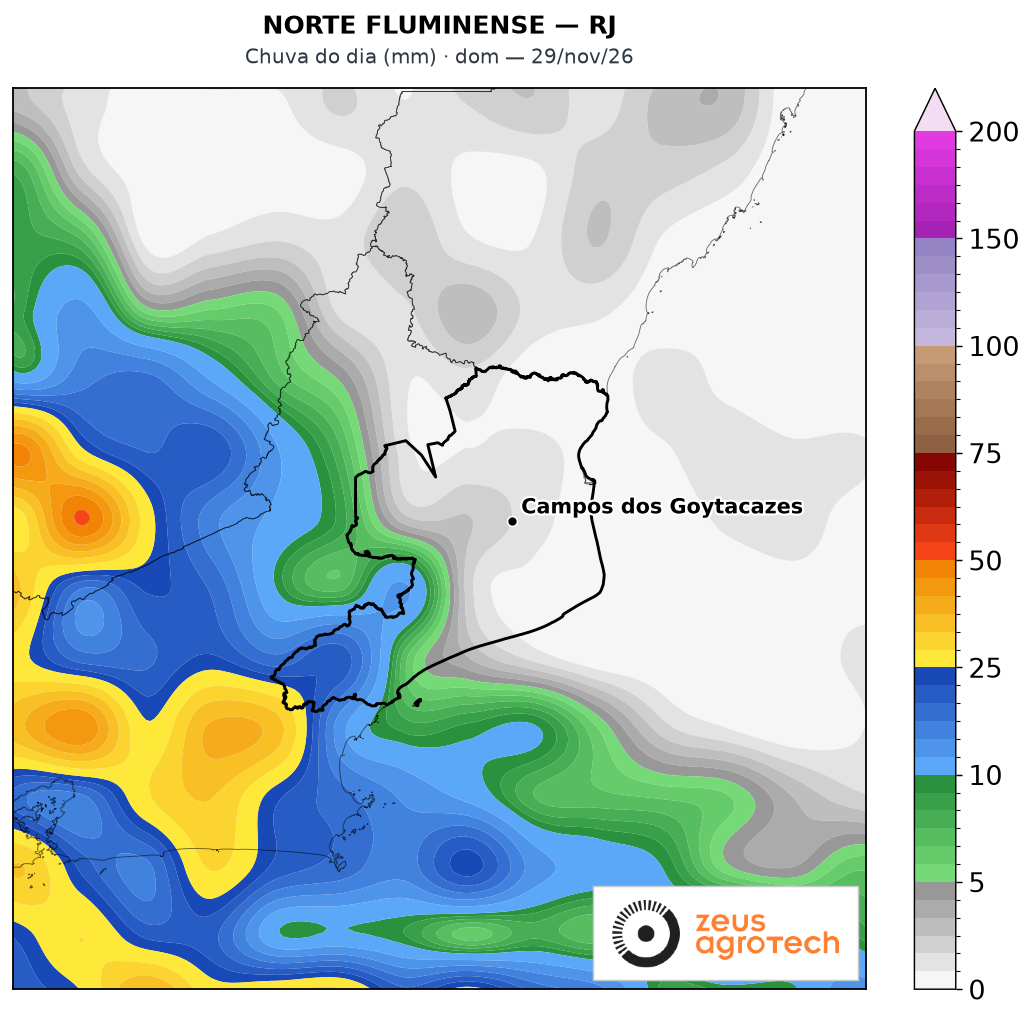 NORTE FLUMINENSE — RJ
Chuva do dia (mm) · dom — 29/nov/26
200
150
100
75
50
25
10
5
0
Campos dos Goytacazes
zeus
agrotech